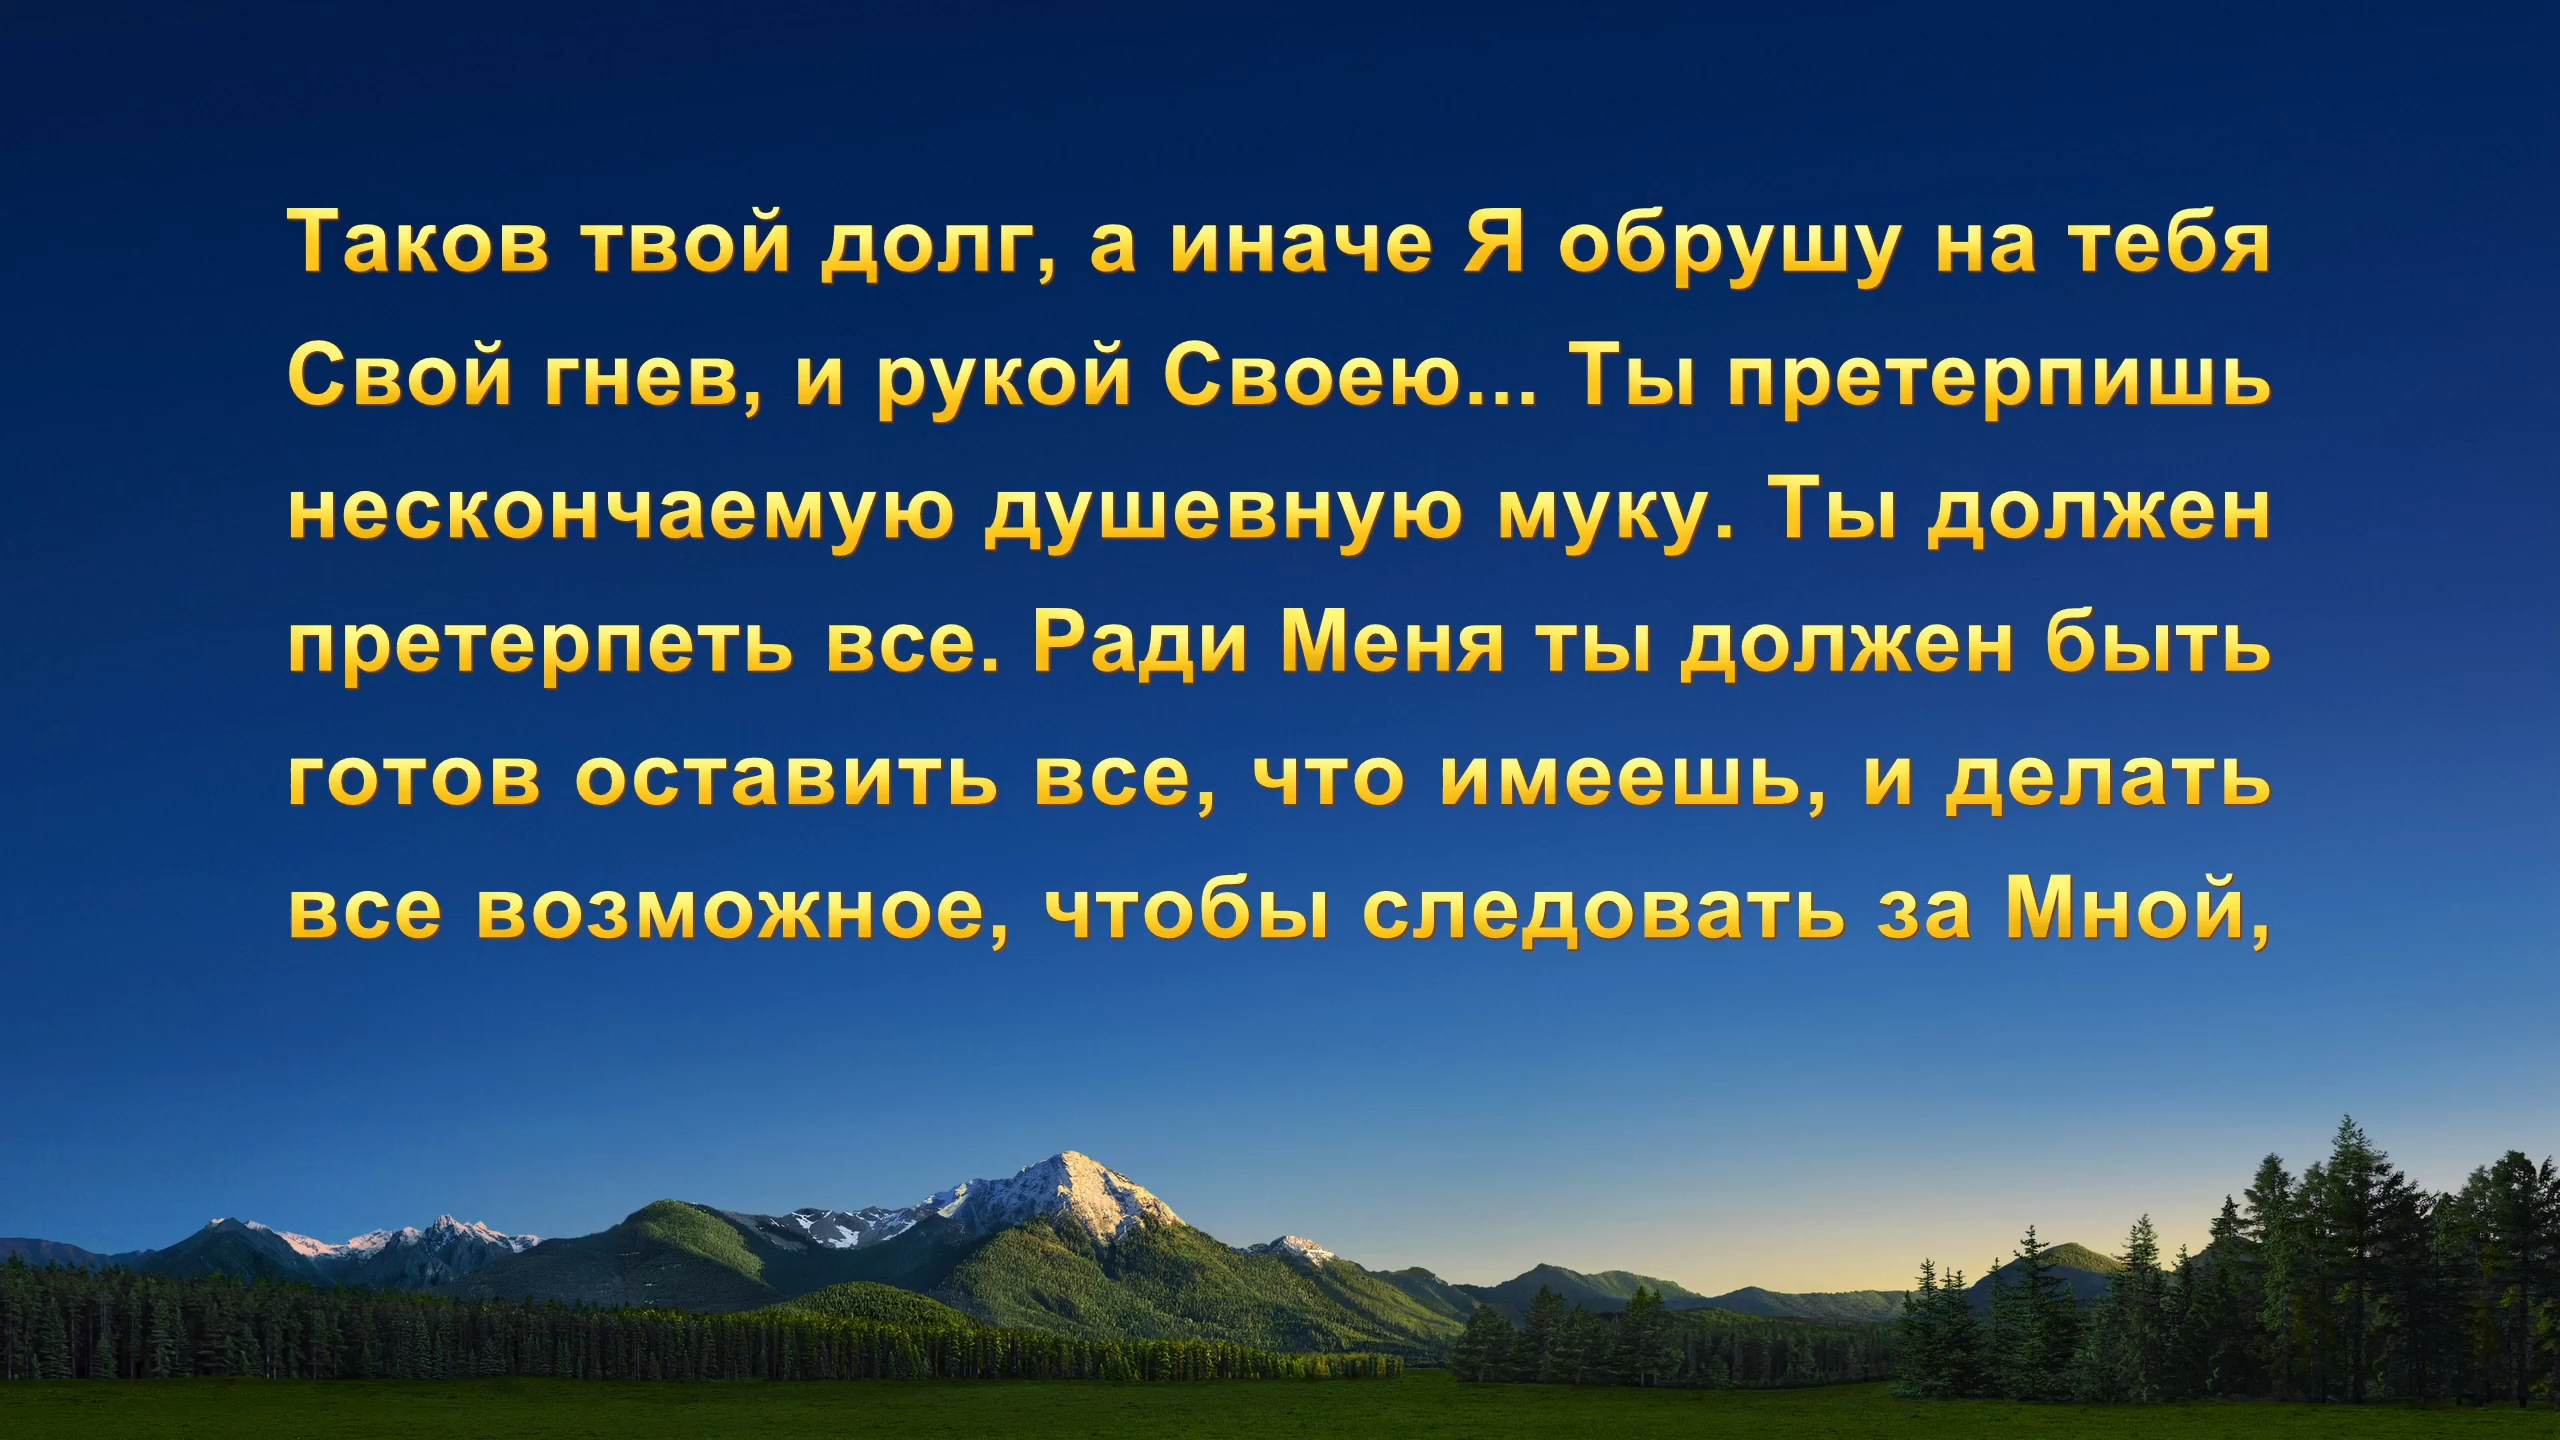 Таков твой долг, а иначе Я обрушу на тебя
Свой гнев, и рукой Своею... Ты претерпишь
нескончаемую душевную муку. Ты должен
претерпеть все. Ради Меня ты должен быть
готов оставить все, что имеешь, и делать
все возможное, чтобы следовать за Мной,